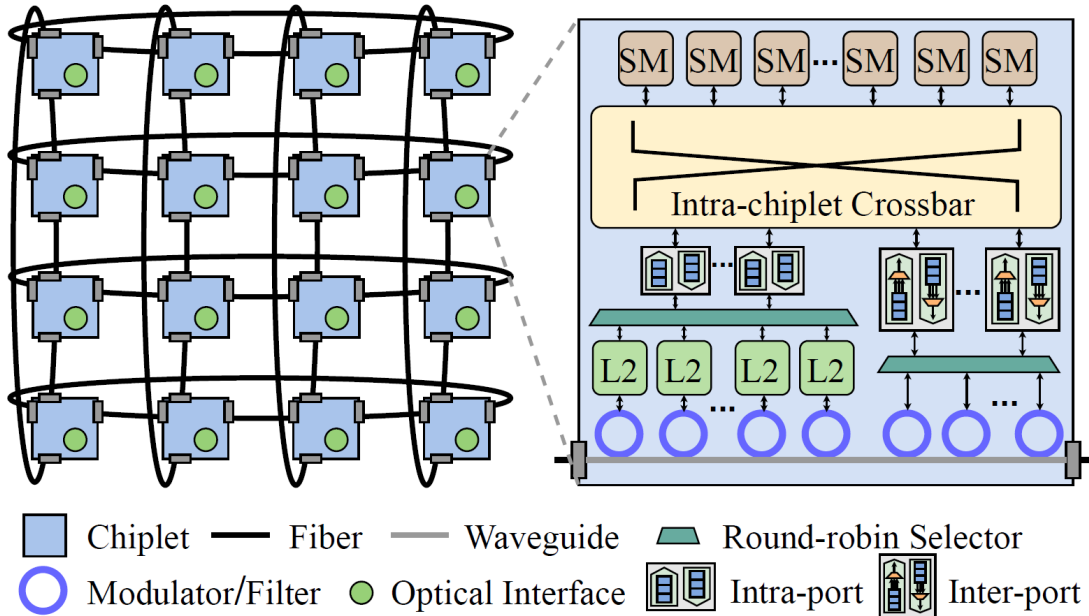 SM SM SM ... SM SM SM
Intra-chiplet Crossbar
... ...
L2 L2 L2 L2
... ...
Chiplet Fiber Waveguide Round-robin Selector
Modulator/Filter Optical Interface Intra-port Inter-port